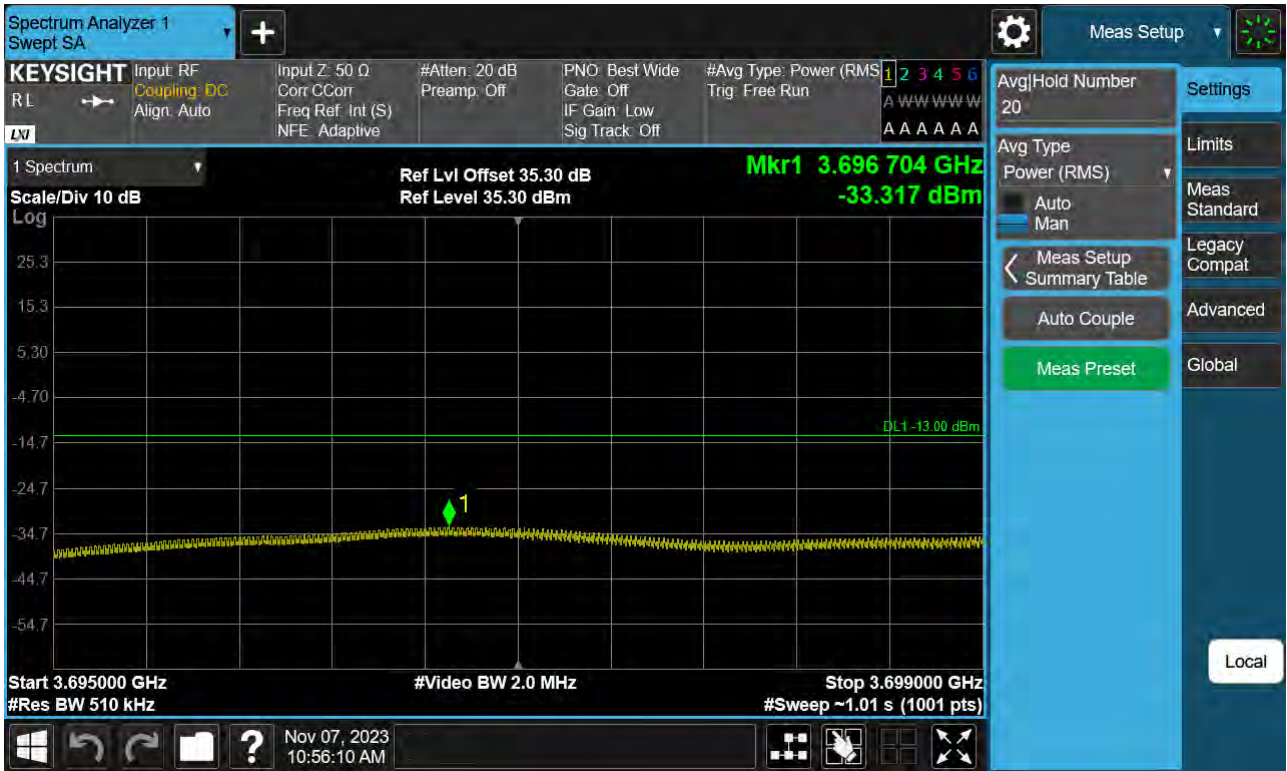 Spectrum Analyzer 1
Swept SA
+
Meas Setup
KEYSIGHT
RL
LXI
Input: RF
Coupling: DC
Align: Auto
Input Z: 50 Ω
Corr CCorr
Freq Ref: Int (S)
NFE: Adaptive
#Atten: 20 dB
Preamp: Off
PNO: Best Wide
Gate: Off
IF Gain: Low
Sig Track: Off
#Avg Type: Power (RMS
Trig: Free Run
1 2 3 4 5 6
A W W W W W
A A A A A A
1 Spectrum
Scale/Div 10 dB
Log
Ref Lvl Offset 35.30 dB
Ref Level 35.30 dBm
Mkr1 3.696 704 GHz
-33.317 dBm
25.3
15.3
5.30
-4.70
DL1 -13.00 dBm
-14.7
-24.7
1
-34.7
-44.7
-54.7
Start 3.695000 GHz
#Video BW 2.0 MHz
Stop 3.699000 GHz
#Res BW 510 kHz
#Sweep ~1.01 s (1001 pts)
Avg|Hold Number
20
Avg Type
Power (RMS)
Auto
Man
Meas Setup
Summary Table
Auto Couple
Meas Preset
Settings
Limits
Meas
Standard
Legacy
Compat
Advanced
Global
Local
?
Nov 07, 2023
10:56:10 AM